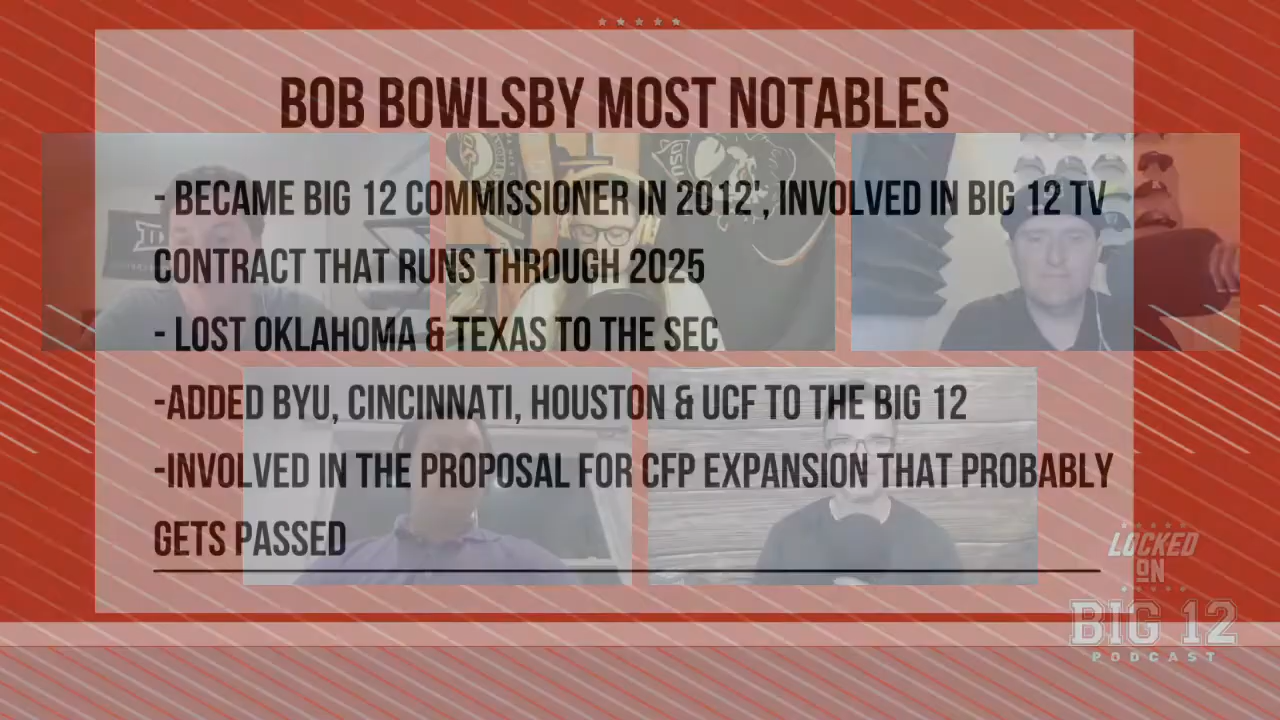 BOB BOWLSBY MOST NOTABLES
- BECAME BIG 12 COMMISSIONER IN 2012', INVOLVED IN BIG 12 TV
CONTRACT THAT RUNS THROUGH 2025
- LOST OKLAHOMA & TEXAS TO THE SEC
-ADDED BYU, CINCINNATI, HOUSTON & UCF TO THE BIG 12
-INVOLVED IN THE PROPOSAL FOR CFP EXPANSION THAT PROBABLY
GETS PASSED
LOCKED
ON
BIG 12
PODCAST